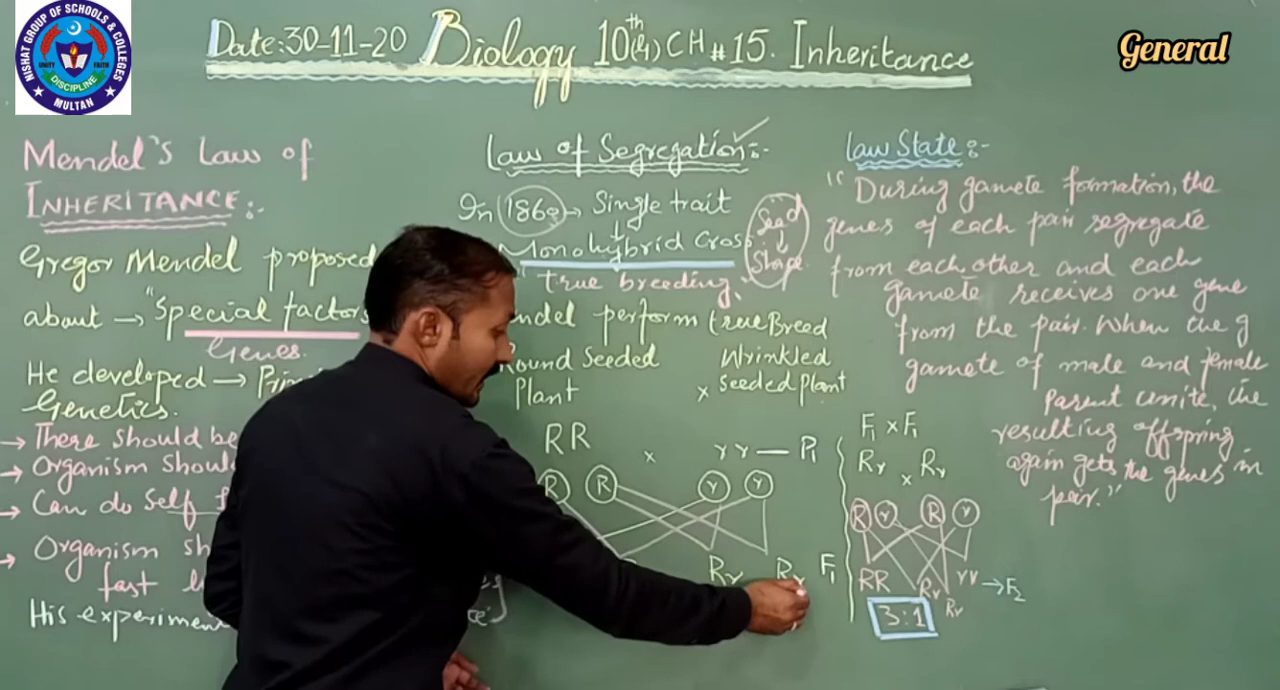 NISHAT GROUP OF SCHOOLS & COLLEGES
UNITY FAITH
DISCIPLINE
MULTAN
General
Date:30-11-20 Biology 10th CH #15. Inheritance
Mendel's Law of
INHERITANCE:-
Gregor Mendel proposed
about → "Special factors
Genes.
He developed →
Genetics.
→ There should be
→ Organism shoul
→ Can do Self f
→ Organism sh
fast
His experimen
Law of Segregation:-
In Single trait
↓
Monohybrid Cross
"true breeding"
Seed
↓
Shape
ndel perform true Breed
Round Seeded Wrinkled
Plant × Seeded Plant
RR × rr — P1
R R r r
Rr Rr F1
F1 × F1
Rr × Rr
R r R r
RR Rr rr → F2
Rr
3:1
Law State:-
"During gamete formation, the
genes of each pair segregate
from each other and each
gamete receives one gene
from the pair. When the g
gamete of male and female
Parent unite, the
resulting offspring
again gets the genes in
pair."